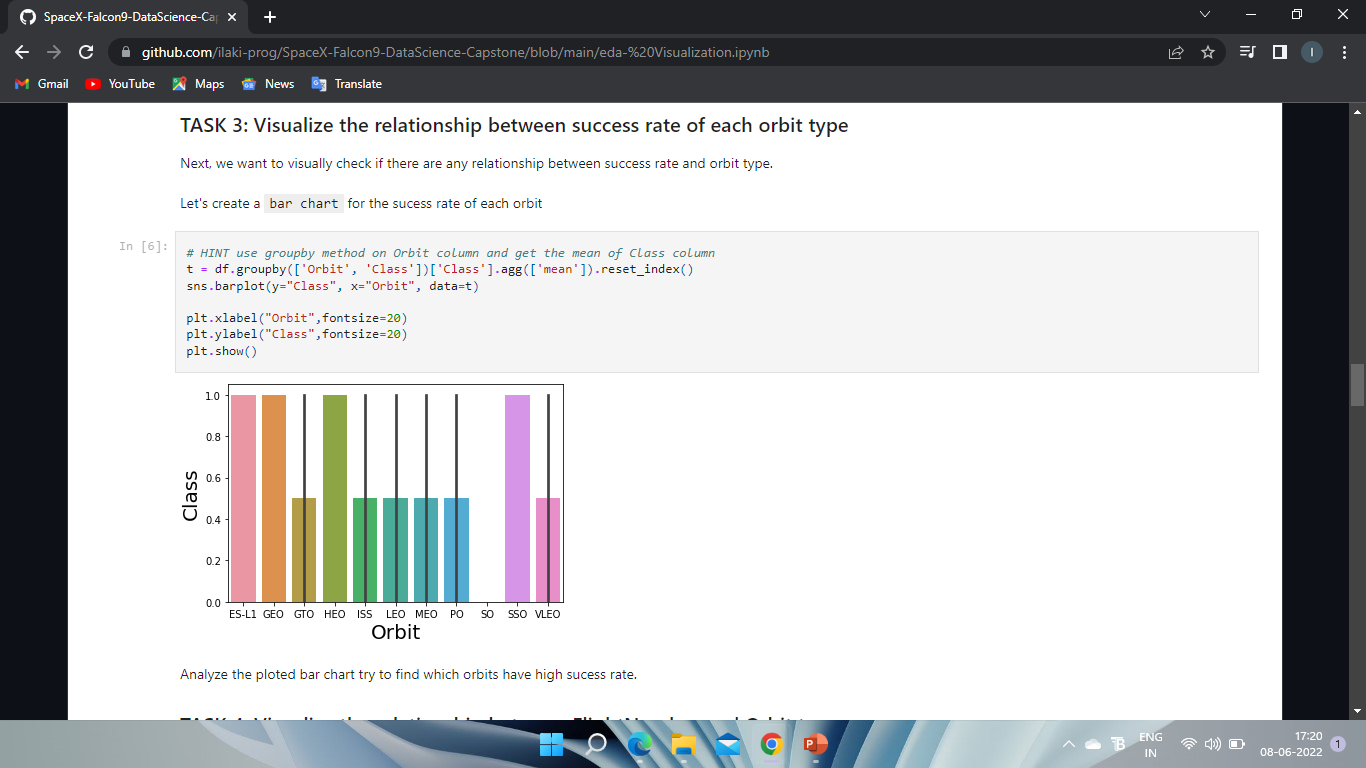 SpaceX-Falcon9-DataScience-Cap
github.com/ilaki-prog/SpaceX-Falcon9-DataScience-Capstone/blob/main/eda-%20Visualization.ipynb
I
Gmail YouTube Maps News Translate
TASK 3: Visualize the relationship between success rate of each orbit type
Next, we want to visually check if there are any relationship between success rate and orbit type.
Let's create a bar chart for the sucess rate of each orbit
In [6]:
# HINT use groupby method on Orbit column and get the mean of Class column
t = df.groupby(['Orbit', 'Class'])['Class'].agg(['mean']).reset_index()
sns.barplot(y="Class", x="Orbit", data=t)
plt.xlabel("Orbit",fontsize=20)
plt.ylabel("Class",fontsize=20)
plt.show()
1.0
0.8
0.6
0.4
0.2
0.0
Class
ES-L1 GEO GTO HEO ISS LEO MEO PO SO SSO VLEO
Orbit
Analyze the ploted bar chart try to find which orbits have high sucess rate.
ENG
IN
17:20
08-06-2022
1